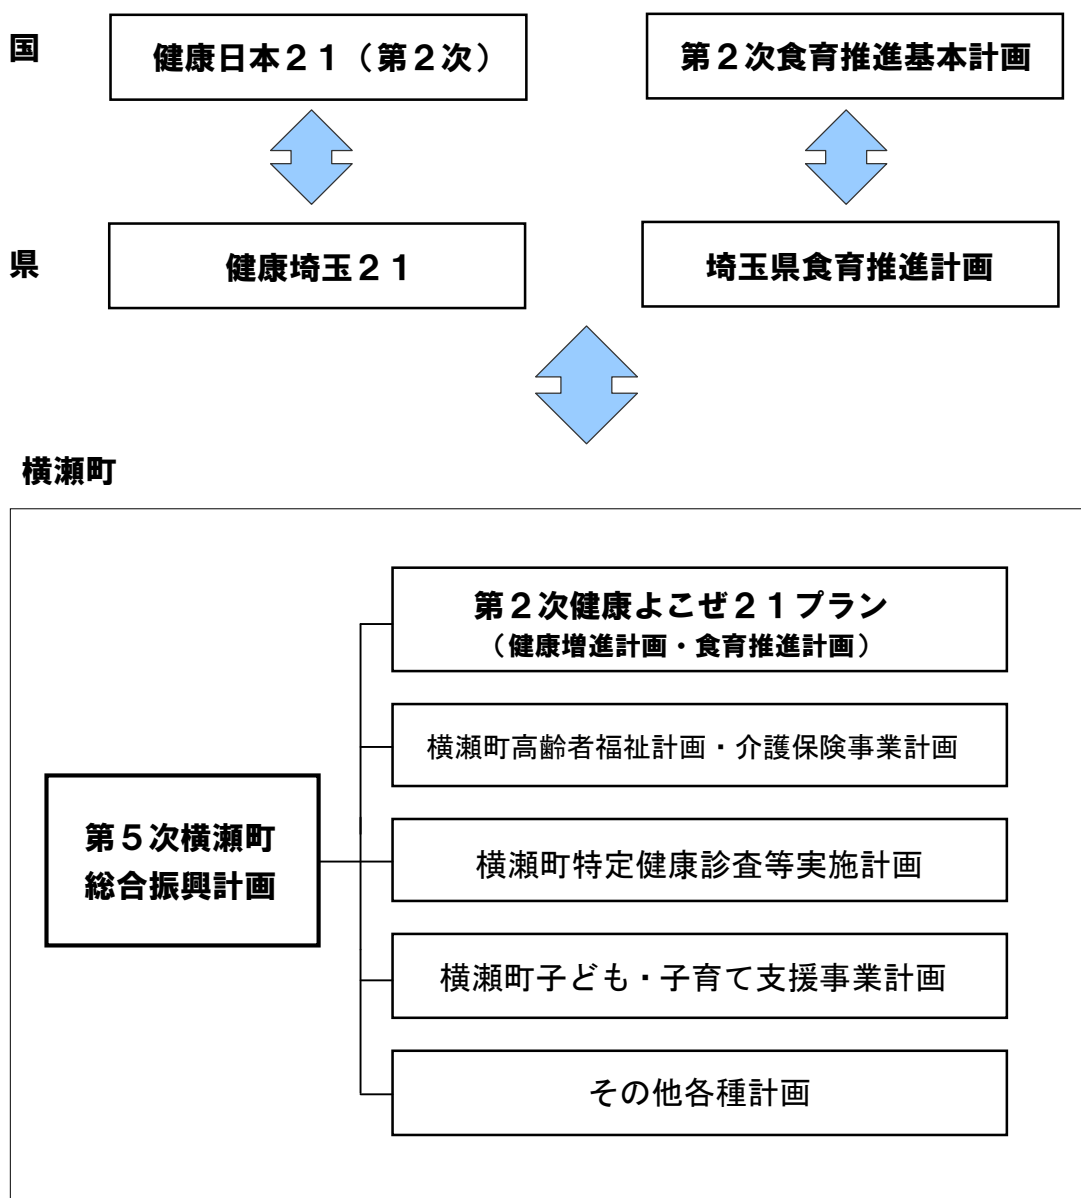 国
健康日本２１（第２次）
第２次食育推進基本計画
県
健康埼玉２１
埼玉県食育推進計画
横瀬町
第２次健康よこぜ２１プラン
（健康増進計画・食育推進計画）
横瀬町高齢者福祉計画・介護保険事業計画
第５次横瀬町
総合振興計画
横瀬町特定健康診査等実施計画
横瀬町子ども・子育て支援事業計画
その他各種計画